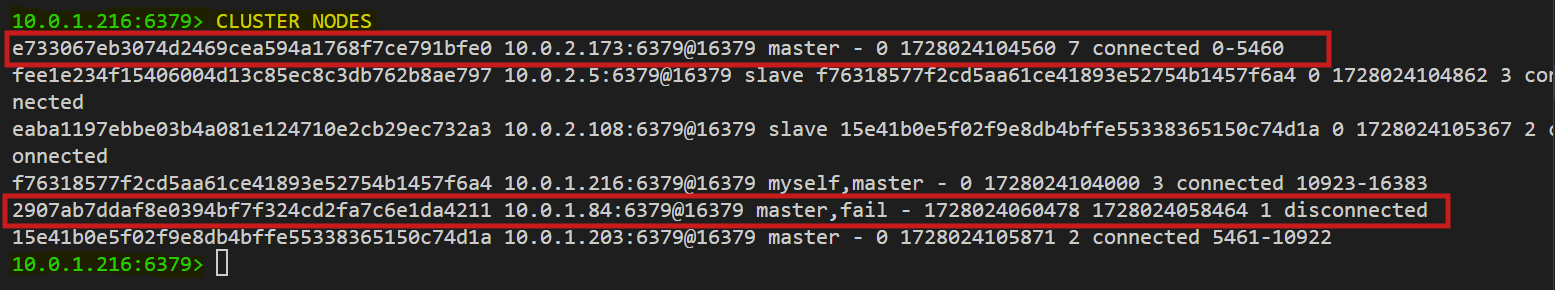 10.0.1.216:6379> CLUSTER NODES
e733067eb3074d2469cea594a1768f7ce791bfe0 10.0.2.173:6379@16379 master - 0 1728024104560 7 connected 0-5460
fee1e234f15406004d13c85ec8c3db762b8ae797 10.0.2.5:6379@16379 slave f76318577f2cd5aa61ce41893e52754b1457f6a4 0 1728024104862 3 con
nected
eaba1197ebbe03b4a081e124710e2cb29ec732a3 10.0.2.108:6379@16379 slave 15e41b0e5f02f9e8db4bffe55338365150c74d1a 0 1728024105367 2 c
onnected
f76318577f2cd5aa61ce41893e52754b1457f6a4 10.0.1.216:6379@16379 myself,master - 0 1728024104000 3 connected 10923-16383
2907ab7ddaf8e0394bf7f324cd2fa7c6e1da4211 10.0.1.84:6379@16379 master,fail - 1728024060478 1728024058464 1 disconnected
15e41b0e5f02f9e8db4bffe55338365150c74d1a 10.0.1.203:6379@16379 master - 0 1728024105871 2 connected 5461-10922
10.0.1.216:6379>